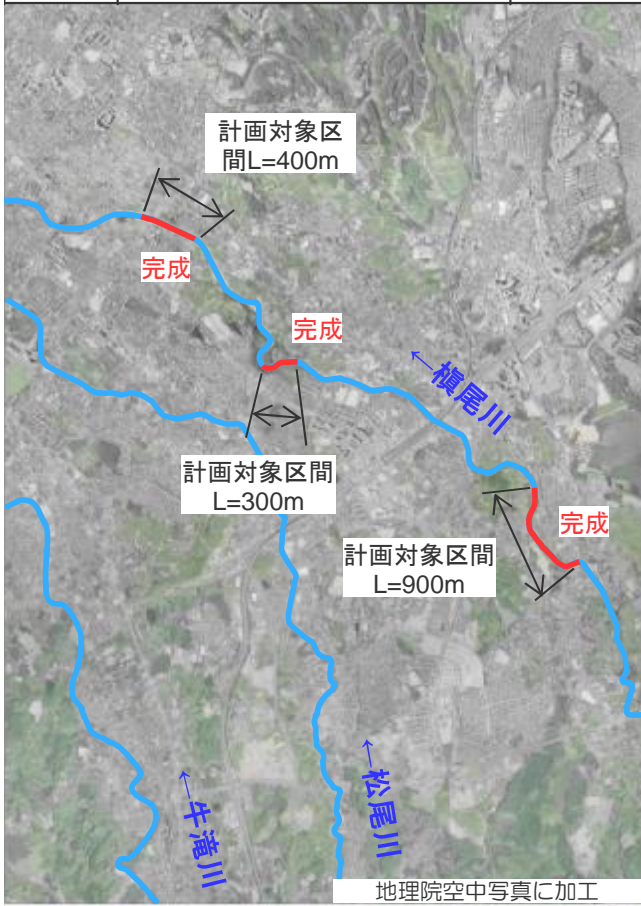 計画対象区
間L=400m
完成
完成
←槇尾川
計画対象区間
L=300m
完成
計画対象区間
L=900m
←松尾川
←牛滝川
地理院空中写真に加工